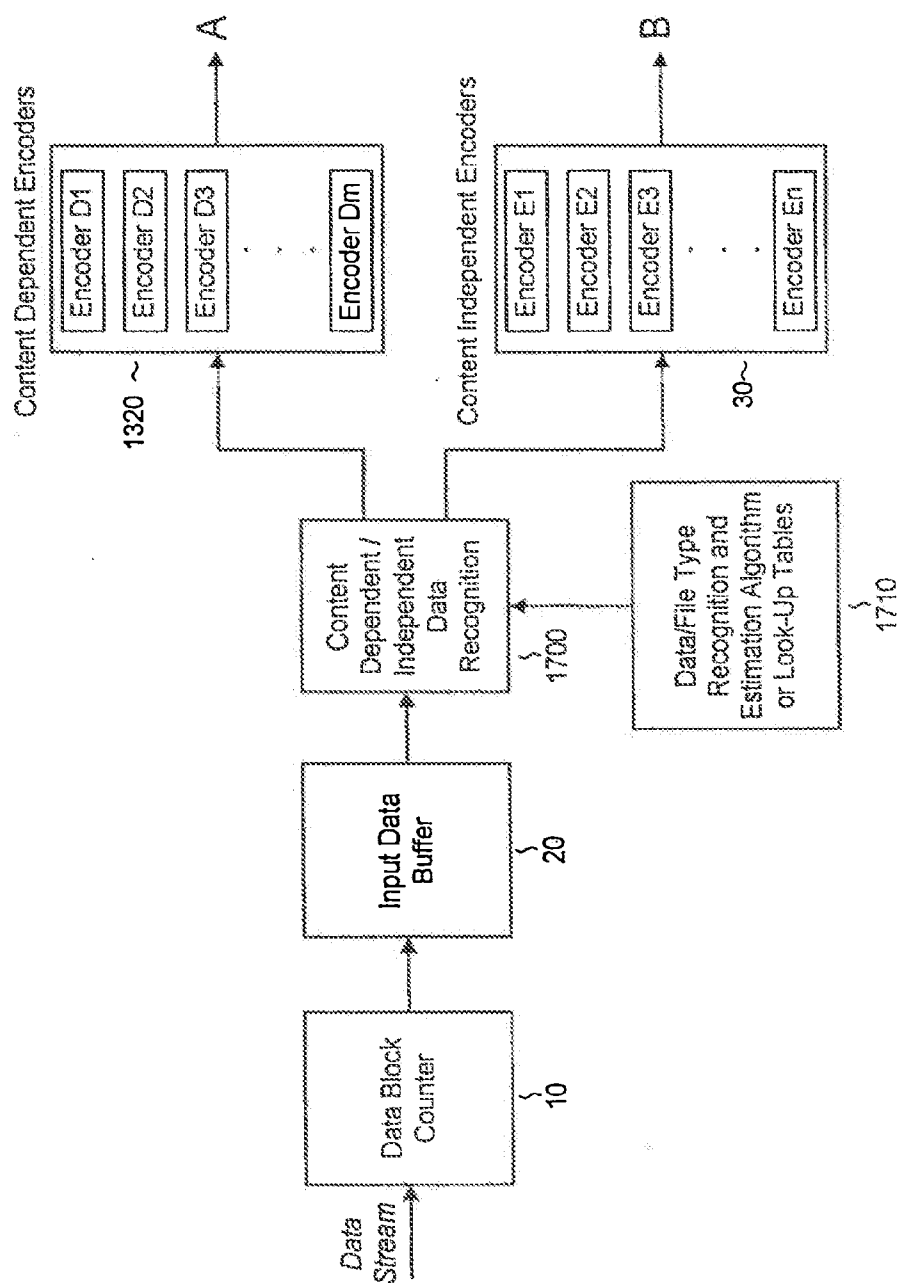 Data
Stream
Data Block
Counter
10
Input Data
Buffer
20
Content
Dependent /
Independent
Data
Recognition
1700
Data/File Type
Recognition and
Estimation Algorithm
or Look-Up Tables
1710
Content Dependent Encoders
Encoder D1
Encoder D2
Encoder D3
. . .
Encoder Dm
1320
A
Content Independent Encoders
Encoder E1
Encoder E2
Encoder E3
. . .
Encoder En
30
B